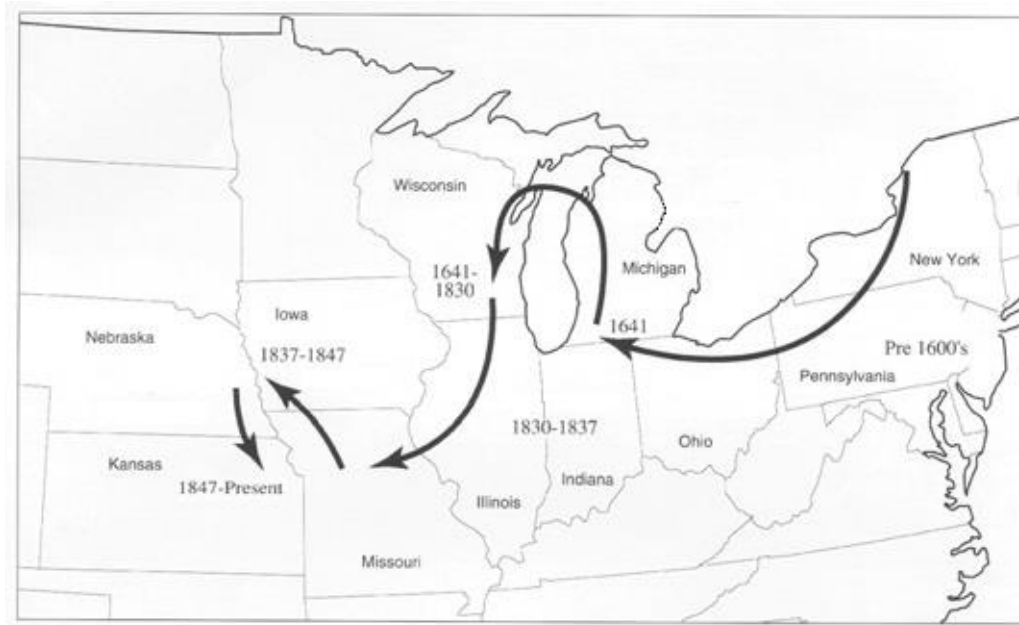 Wisconsin
1641-
1830
Michigan
New York
1641
Iowa
Nebraska
1837-1847
Pre 1600's
Pennsylvania
1830-1837
Ohio
Kansas
1847-Present
Indiana
Illinois
Missouri